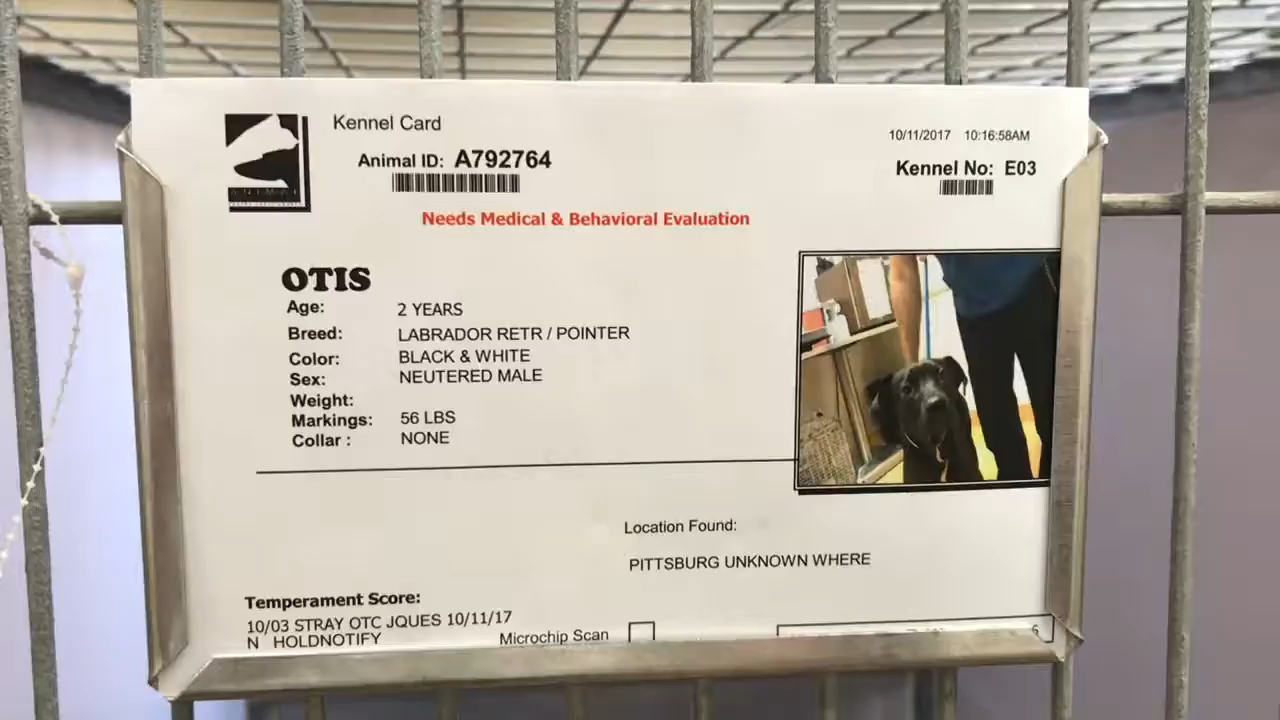 Kennel Card
10/11/2017 10:16:58AM
Animal ID: A792764
Kennel No: E03
Needs Medical & Behavioral Evaluation
OTIS
Age: 2 YEARS
Breed: LABRADOR RETR / POINTER
Color: BLACK & WHITE
Sex: NEUTERED MALE
Weight:
Markings: 56 LBS
Collar : NONE
Location Found:
PITTSBURG UNKNOWN WHERE
Temperament Score:
10/03 STRAY OTC JQUES 10/11/17
N HOLDNOTIFY
Microchip Scan